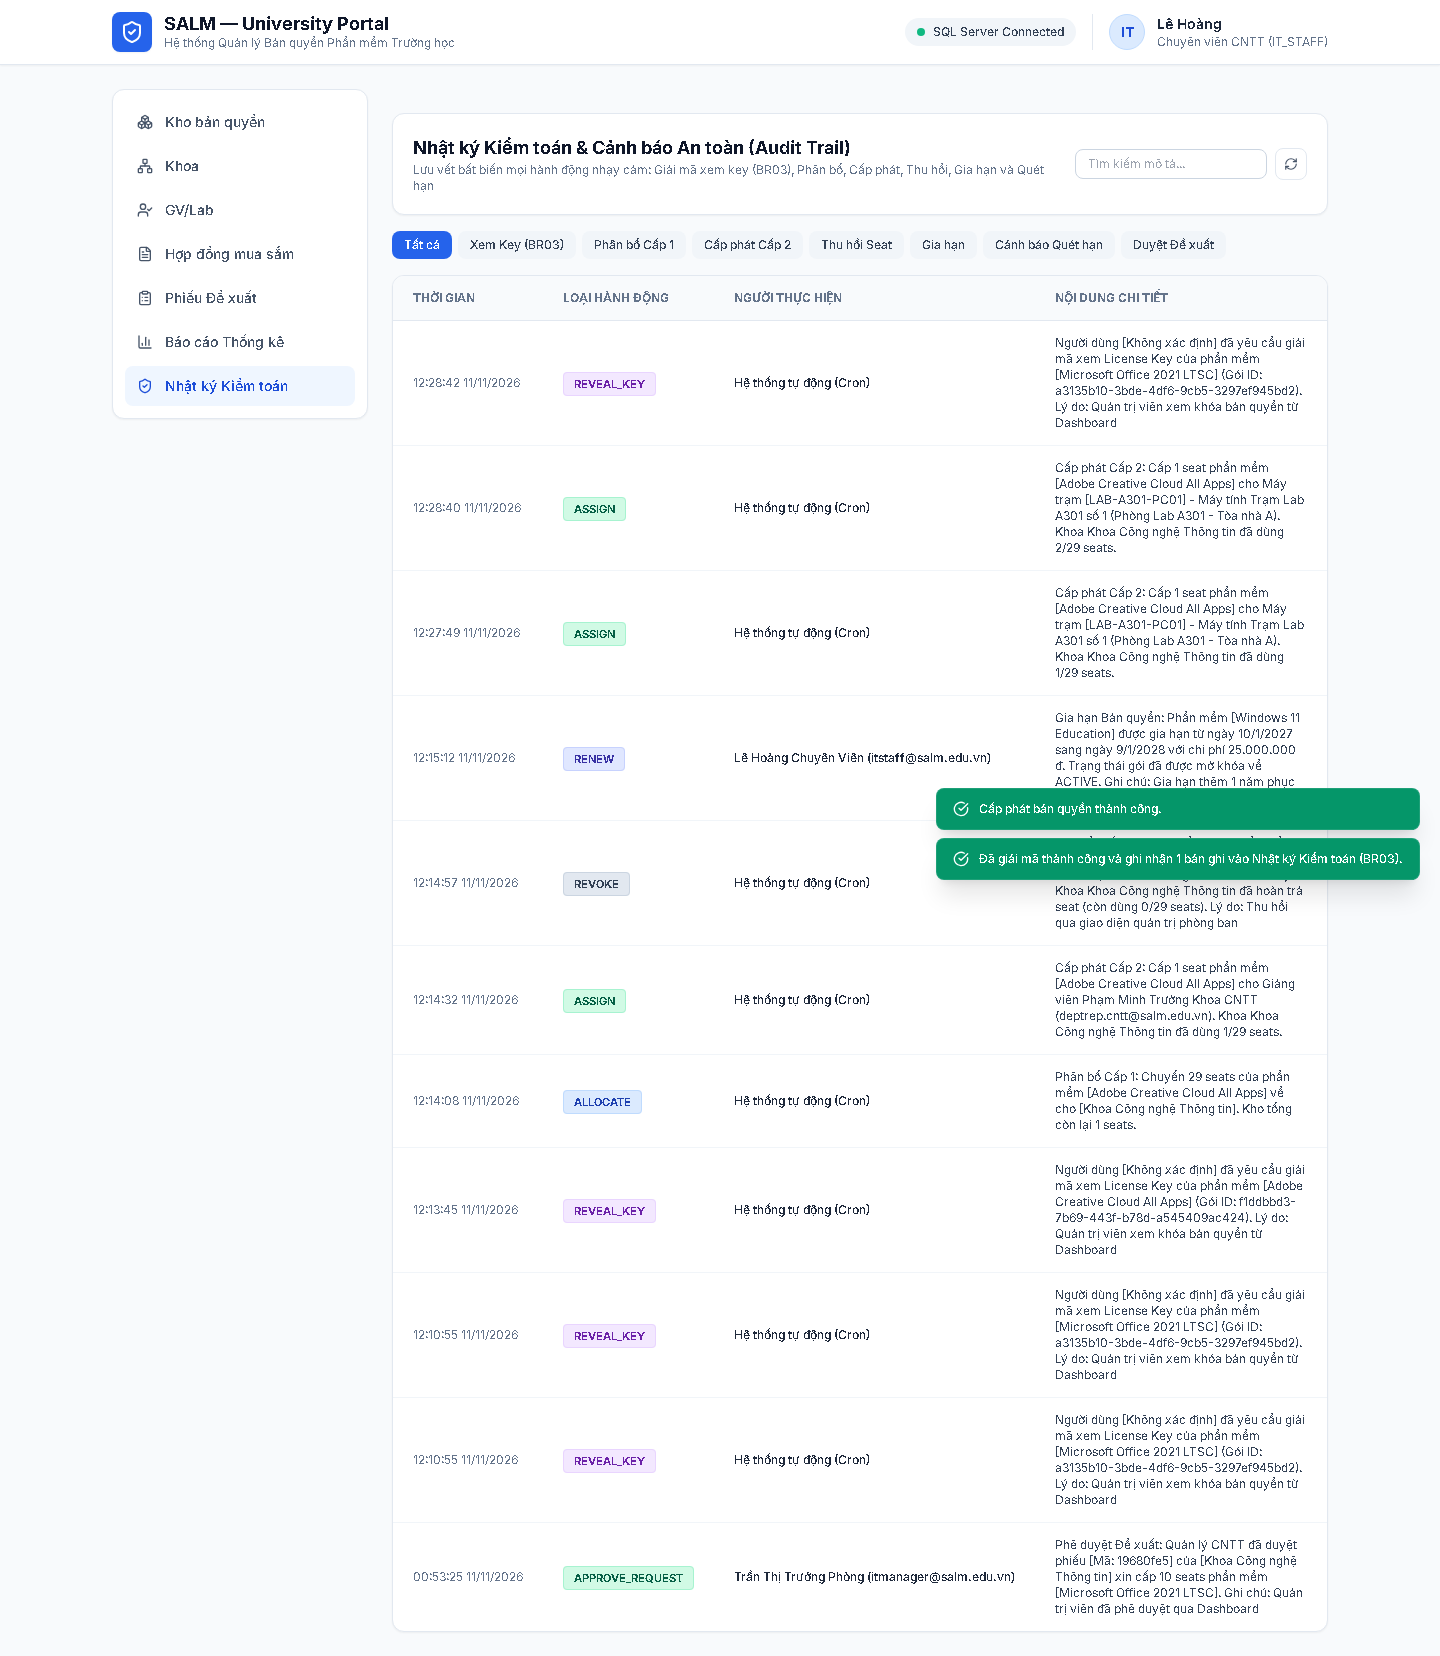 SALM — University Portal
Hệ thống Quản lý Bản quyền Phần mềm Trường học
SQL Server Connected
IT
Lê Hoàng
Chuyên viên CNTT (IT_STAFF)
Kho bản quyền
Khoa
GV/Lab
Hợp đồng mua sắm
Phiếu Đề xuất
Báo cáo Thống kê
Nhật ký Kiểm toán
Nhật ký Kiểm toán & Cảnh báo An toàn (Audit Trail)
Lưu vết bất biến mọi hành động nhạy cảm: Giải mã xem key (BR03), Phân bổ, Cấp phát, Thu hồi, Gia hạn và Quét
hạn
Tìm kiếm mô tả...
Tất cả
Xem Key (BR03)
Phân bổ Cấp 1
Cấp phát Cấp 2
Thu hồi Seat
Gia hạn
Cảnh báo Quét hạn
Duyệt Đề xuất
THỜI GIAN
LOẠI HÀNH ĐỘNG
NGƯỜI THỰC HIỆN
NỘI DUNG CHI TIẾT
12:28:42 11/11/2026
REVEAL_KEY
Hệ thống tự động (Cron)
Người dùng [Không xác định] đã yêu cầu giải
mã xem License Key của phần mềm
[Microsoft Office 2021 LTSC] (Gói ID:
a3135b10-3bde-4df6-9cb5-3297ef945bd2).
Lý do: Quản trị viên xem khóa bản quyền từ
Dashboard
12:28:40 11/11/2026
ASSIGN
Hệ thống tự động (Cron)
Cấp phát Cấp 2: Cấp 1 seat phần mềm
[Adobe Creative Cloud All Apps] cho Máy
trạm [LAB-A301-PC01] - Máy tính Trạm Lab
A301 số 1 (Phòng Lab A301 - Tòa nhà A).
Khoa Khoa Công nghệ Thông tin đã dùng
2/29 seats.
12:27:49 11/11/2026
ASSIGN
Hệ thống tự động (Cron)
Cấp phát Cấp 2: Cấp 1 seat phần mềm
[Adobe Creative Cloud All Apps] cho Máy
trạm [LAB-A301-PC01] - Máy tính Trạm Lab
A301 số 1 (Phòng Lab A301 - Tòa nhà A).
Khoa Khoa Công nghệ Thông tin đã dùng
1/29 seats.
12:15:12 11/11/2026
RENEW
Lê Hoàng Chuyên Viên (itstaff@salm.edu.vn)
Gia hạn Bản quyền: Phần mềm [Windows 11
Education] được gia hạn từ ngày 10/1/2027
sang ngày 9/1/2028 với chi phí 25.000.000
đ. Trạng thái gói đã được mở khóa về
ACTIVE. Ghi chú: Gia hạn thêm 1 năm phục
Cấp phát bản quyền thành công.
Đã giải mã thành công và ghi nhận 1 bản ghi vào Nhật ký Kiểm toán (BR03).
12:14:57 11/11/2026
REVOKE
Hệ thống tự động (Cron)
Khoa Khoa Công nghệ Thông tin đã hoàn trả
seat (còn dùng 0/29 seats). Lý do: Thu hồi
qua giao diện quản trị phòng ban
12:14:32 11/11/2026
ASSIGN
Hệ thống tự động (Cron)
Cấp phát Cấp 2: Cấp 1 seat phần mềm
[Adobe Creative Cloud All Apps] cho Giảng
viên Phạm Minh Trưởng Khoa CNTT
(deptrep.cntt@salm.edu.vn). Khoa Khoa
Công nghệ Thông tin đã dùng 1/29 seats.
12:14:08 11/11/2026
ALLOCATE
Hệ thống tự động (Cron)
Phân bổ Cấp 1: Chuyển 29 seats của phần
mềm [Adobe Creative Cloud All Apps] về
cho [Khoa Công nghệ Thông tin]. Kho tổng
còn lại 1 seats.
12:13:45 11/11/2026
REVEAL_KEY
Hệ thống tự động (Cron)
Người dùng [Không xác định] đã yêu cầu giải
mã xem License Key của phần mềm [Adobe
Creative Cloud All Apps] (Gói ID: f1ddbbd3-
7b69-443f-b78d-a545409ac424). Lý do:
Quản trị viên xem khóa bản quyền từ
Dashboard
12:10:55 11/11/2026
REVEAL_KEY
Hệ thống tự động (Cron)
Người dùng [Không xác định] đã yêu cầu giải
mã xem License Key của phần mềm
[Microsoft Office 2021 LTSC] (Gói ID:
a3135b10-3bde-4df6-9cb5-3297ef945bd2).
Lý do: Quản trị viên xem khóa bản quyền từ
Dashboard
12:10:55 11/11/2026
REVEAL_KEY
Hệ thống tự động (Cron)
Người dùng [Không xác định] đã yêu cầu giải
mã xem License Key của phần mềm
[Microsoft Office 2021 LTSC] (Gói ID:
a3135b10-3bde-4df6-9cb5-3297ef945bd2).
Lý do: Quản trị viên xem khóa bản quyền từ
Dashboard
00:53:25 11/11/2026
APPROVE_REQUEST
Trần Thị Trưởng Phòng (itmanager@salm.edu.vn)
Phê duyệt Đề xuất: Quản lý CNTT đã duyệt
phiếu [Mã: 19680fe5] của [Khoa Công nghệ
Thông tin] xin cấp 10 seats phần mềm
[Microsoft Office 2021 LTSC]. Ghi chú: Quản
trị viên đã phê duyệt qua Dashboard